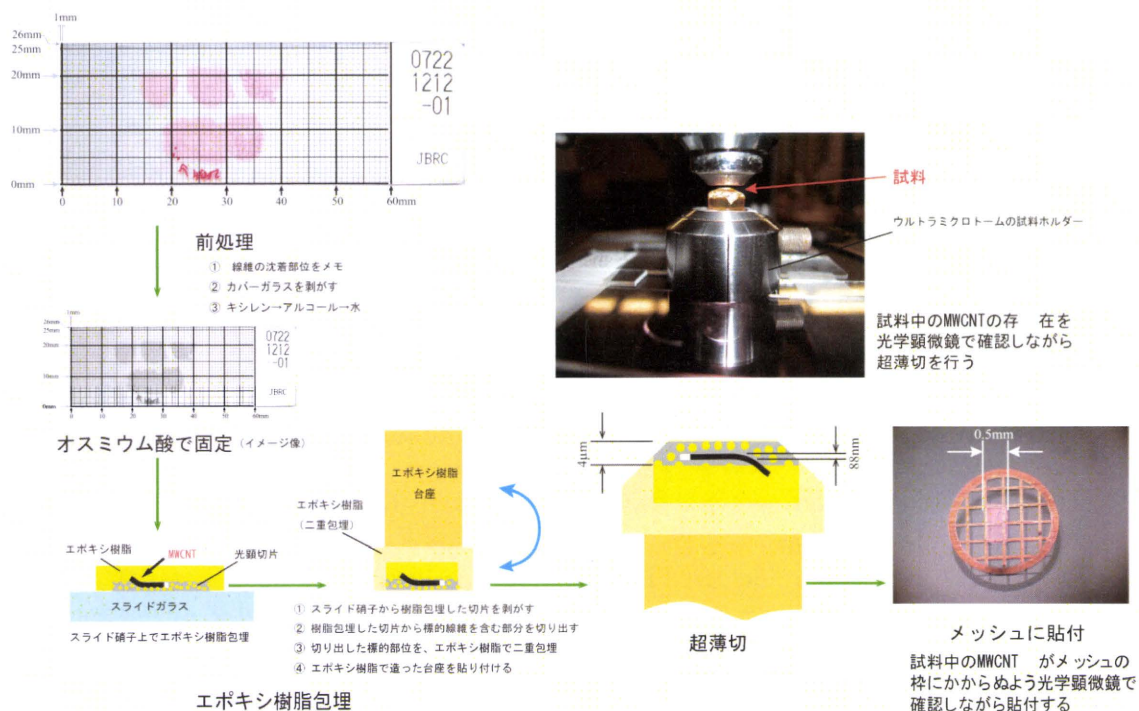 1mm
26mm
25mm
20mm
10mm
0mm
0
10
20
30
40
50
60mm
0722
1212
-01
JBRC
前処理
① 線維の沈着部位をメモ
② カバーガラスを剥がす
③ キシレン→アルコール→水
1mm
26mm
25mm
20mm
10mm
0mm
0
10
20
30
40
50
60mm
0722
1212
-01
JBRC
オスミウム酸で固定(イメージ像)
エポキシ樹脂
MWCNT
光顕切片
スライドガラス
スライド硝子上でエポキシ樹脂包埋
エポキシ樹脂
台座
エポキシ樹脂
(二重包埋)
① スライド硝子から樹脂包埋した切片を剥がす
② 樹脂包埋した切片から標的線維を含む部分を切り出す
③ 切り出した標的部位を、エポキシ樹脂で二重包埋
④ エポキシ樹脂で造った台座を貼り付ける
エポキシ樹脂包埋
試料
ウルトラミクロトームの試料ホルダー
試料中のMWCNTの存 在を
光学顕微鏡で確認しながら
超薄切を行う
4μm
88nm
超薄切
0.5mm
メッシュに貼付
試料中のMWCNT がメッシュの
枠にかからぬよう光学顕微鏡で
確認しながら貼付する